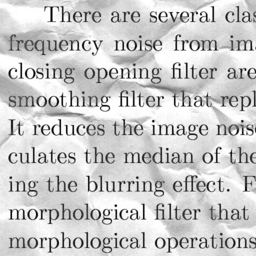 There are several clas
frequency noise from ima
closing opening filter are
smoothing filter that repl
It reduces the image nois
culates the median of the
ing the blurring effect. F
morphological filter that
morphological operations